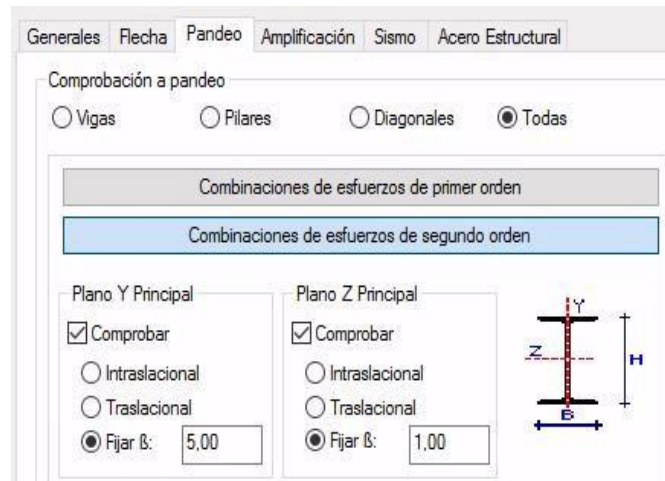 Generales Flecha Pandeo Amplificación Sismo Acero Estructural
Comprobación a pandeo
Vigas Pilares Diagonales Todas
Combinaciones de esfuerzos de primer orden
Combinaciones de esfuerzos de segundo orden
Plano Y Principal Plano Z Principal
Comprobar Comprobar
Intraslacional Intraslacional
Traslacional Traslacional
Fijar ß: 5,00 Fijar ß: 1,00
Y
Z H
B